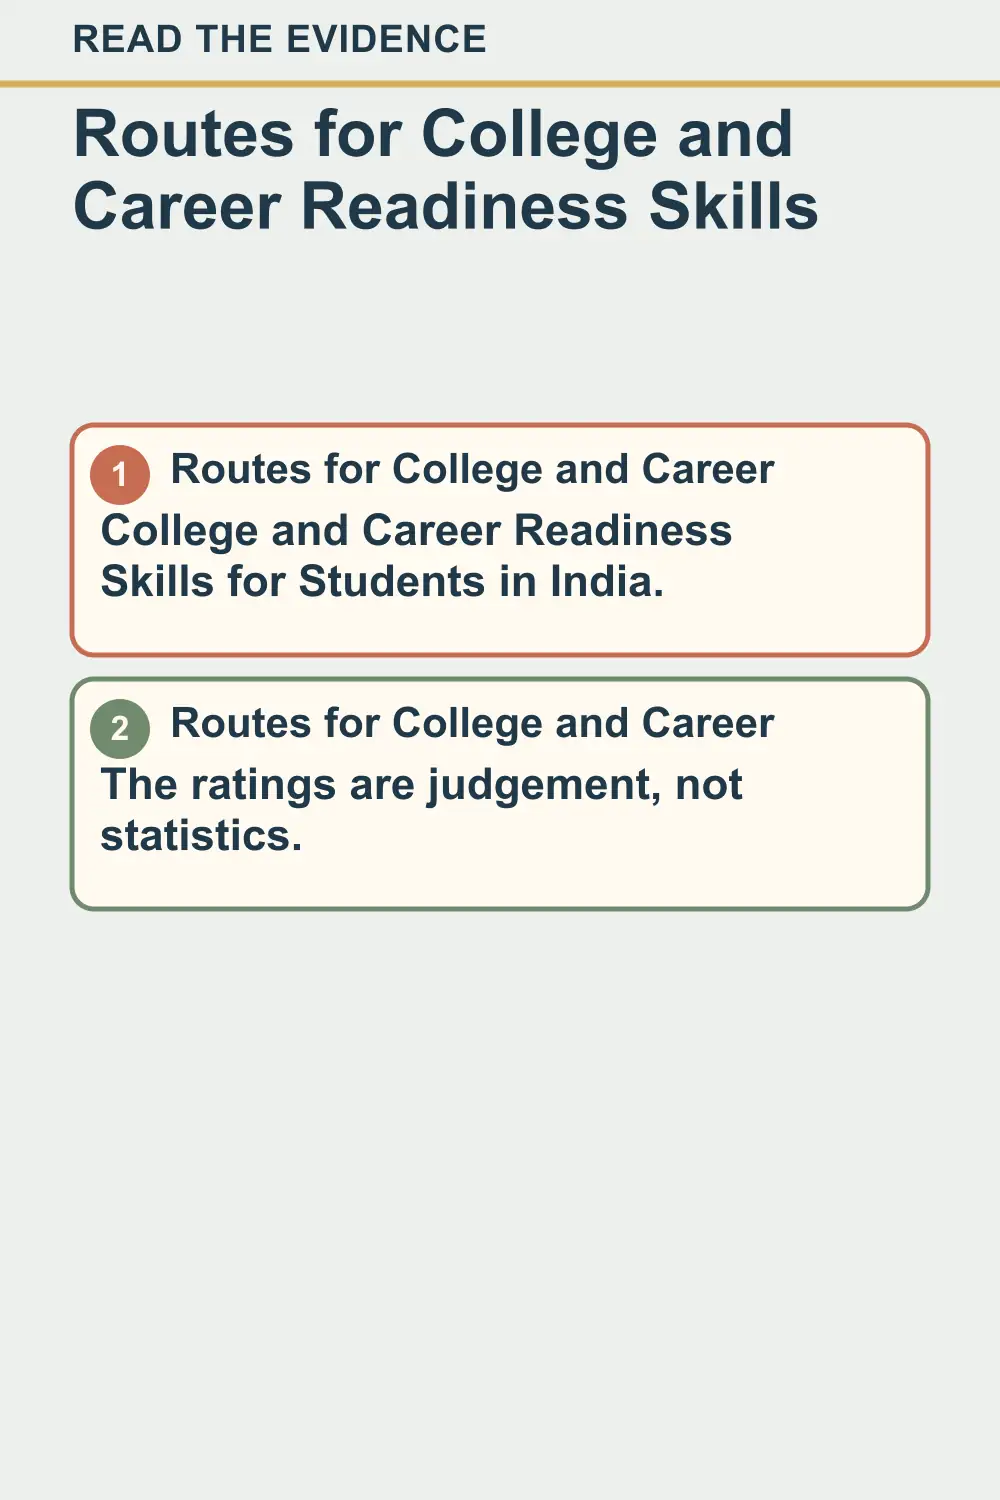 READ THE EVIDENCE
Routes for College and
Career Readiness Skills
1 Routes for College and Career
College and Career Readiness
Skills for Students in India.
2 Routes for College and Career
The ratings are judgement, not
statistics.